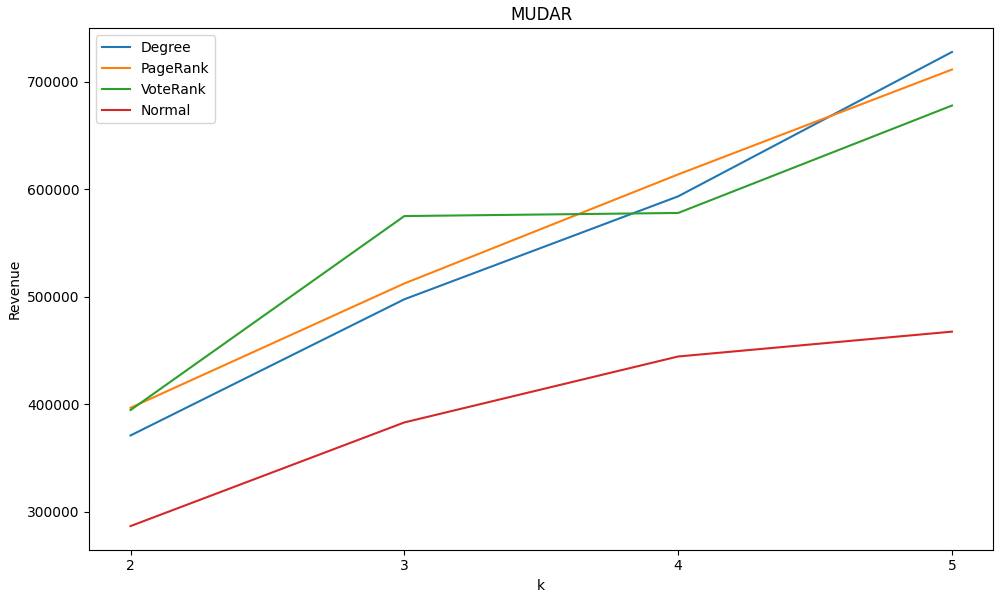 MUDAR
Degree
PageRank
VoteRank
Normal
700000
600000
500000
400000
300000
Revenue
2 3 4 5
k